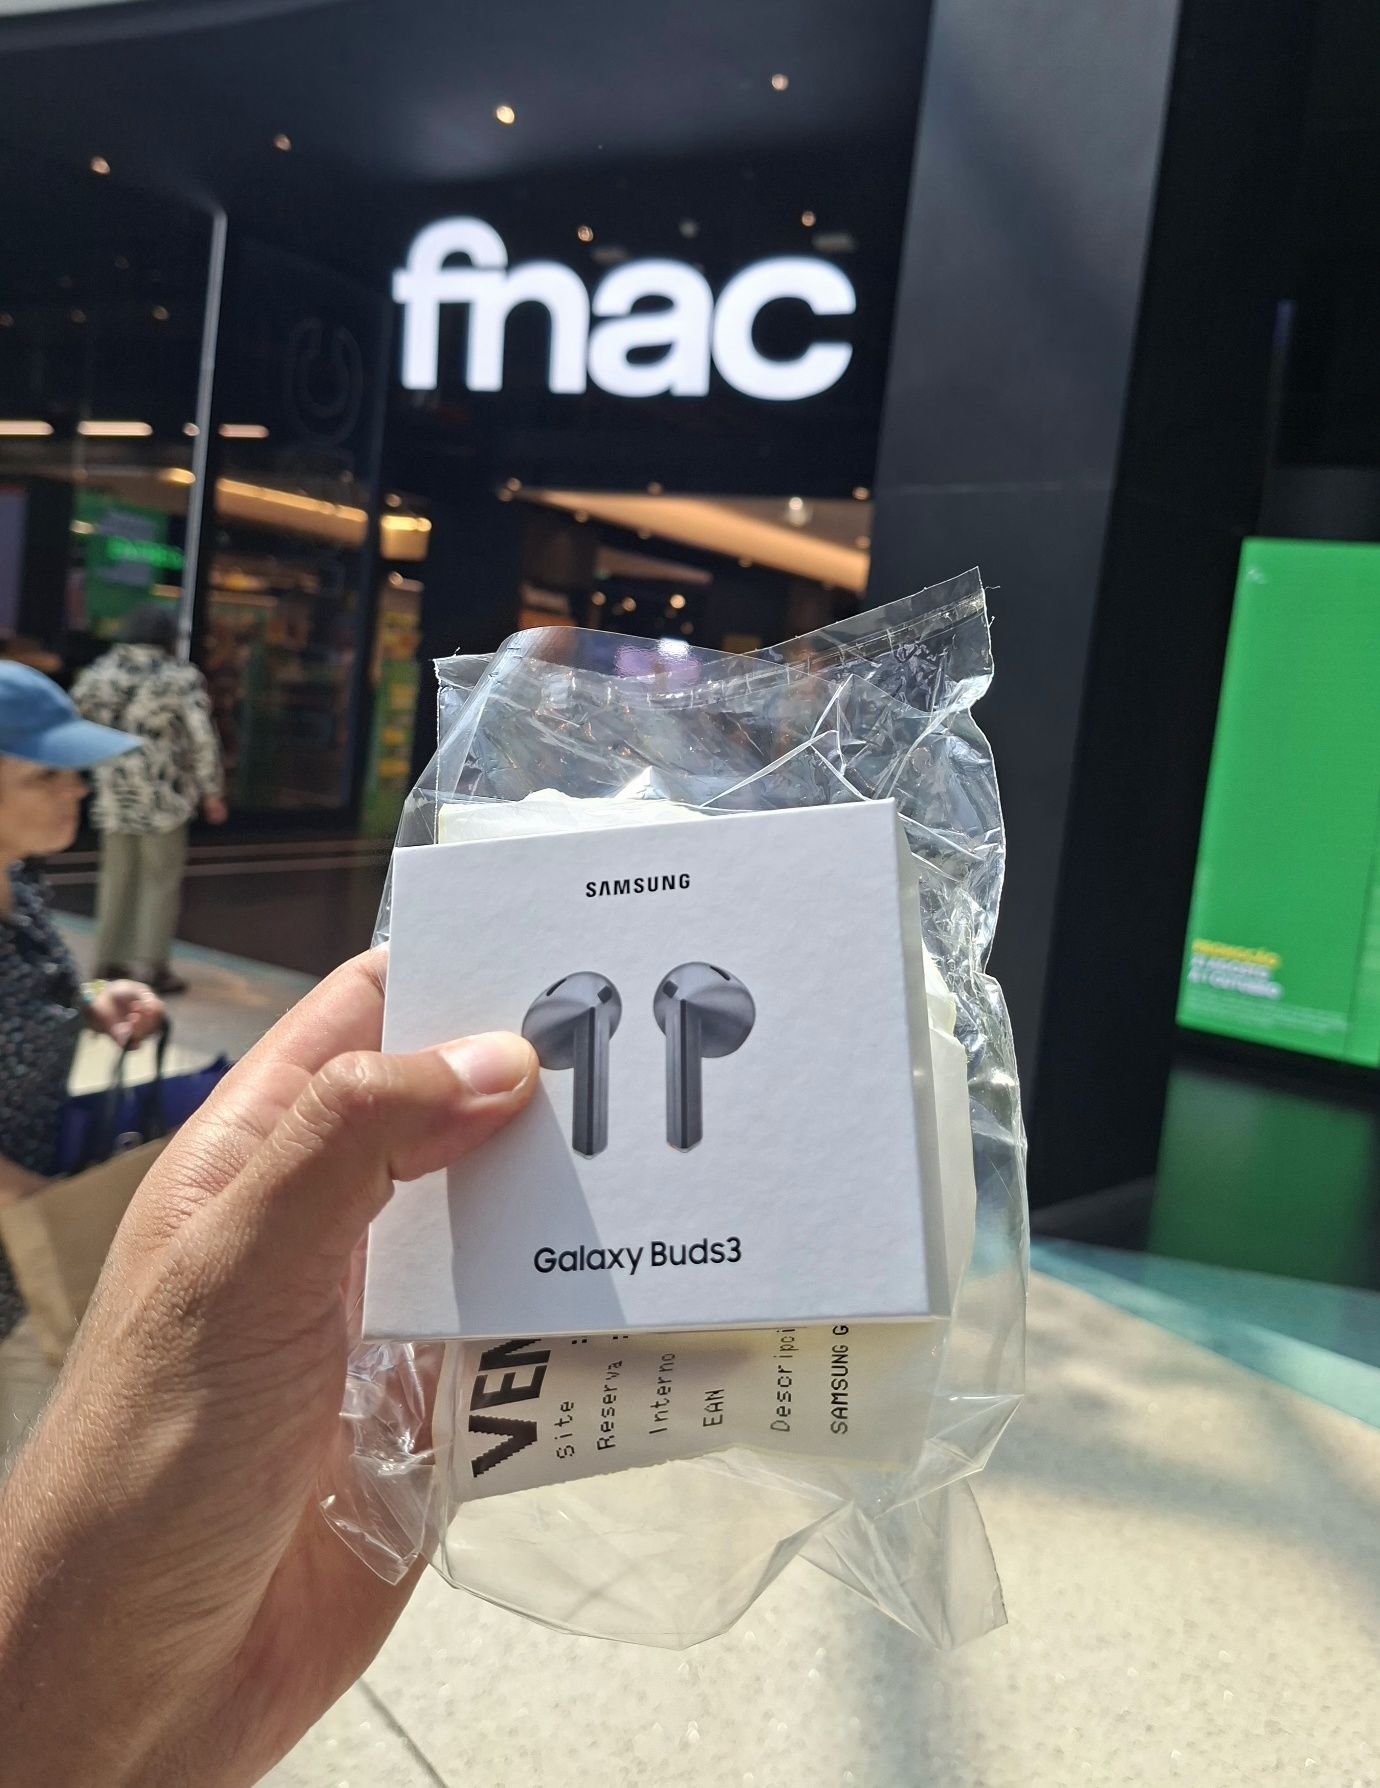 fnac
SAMSUNG
Galaxy Buds3
VEN
Site :
Reserva :
Interno
EAN
Descripci
SAMSUNG G